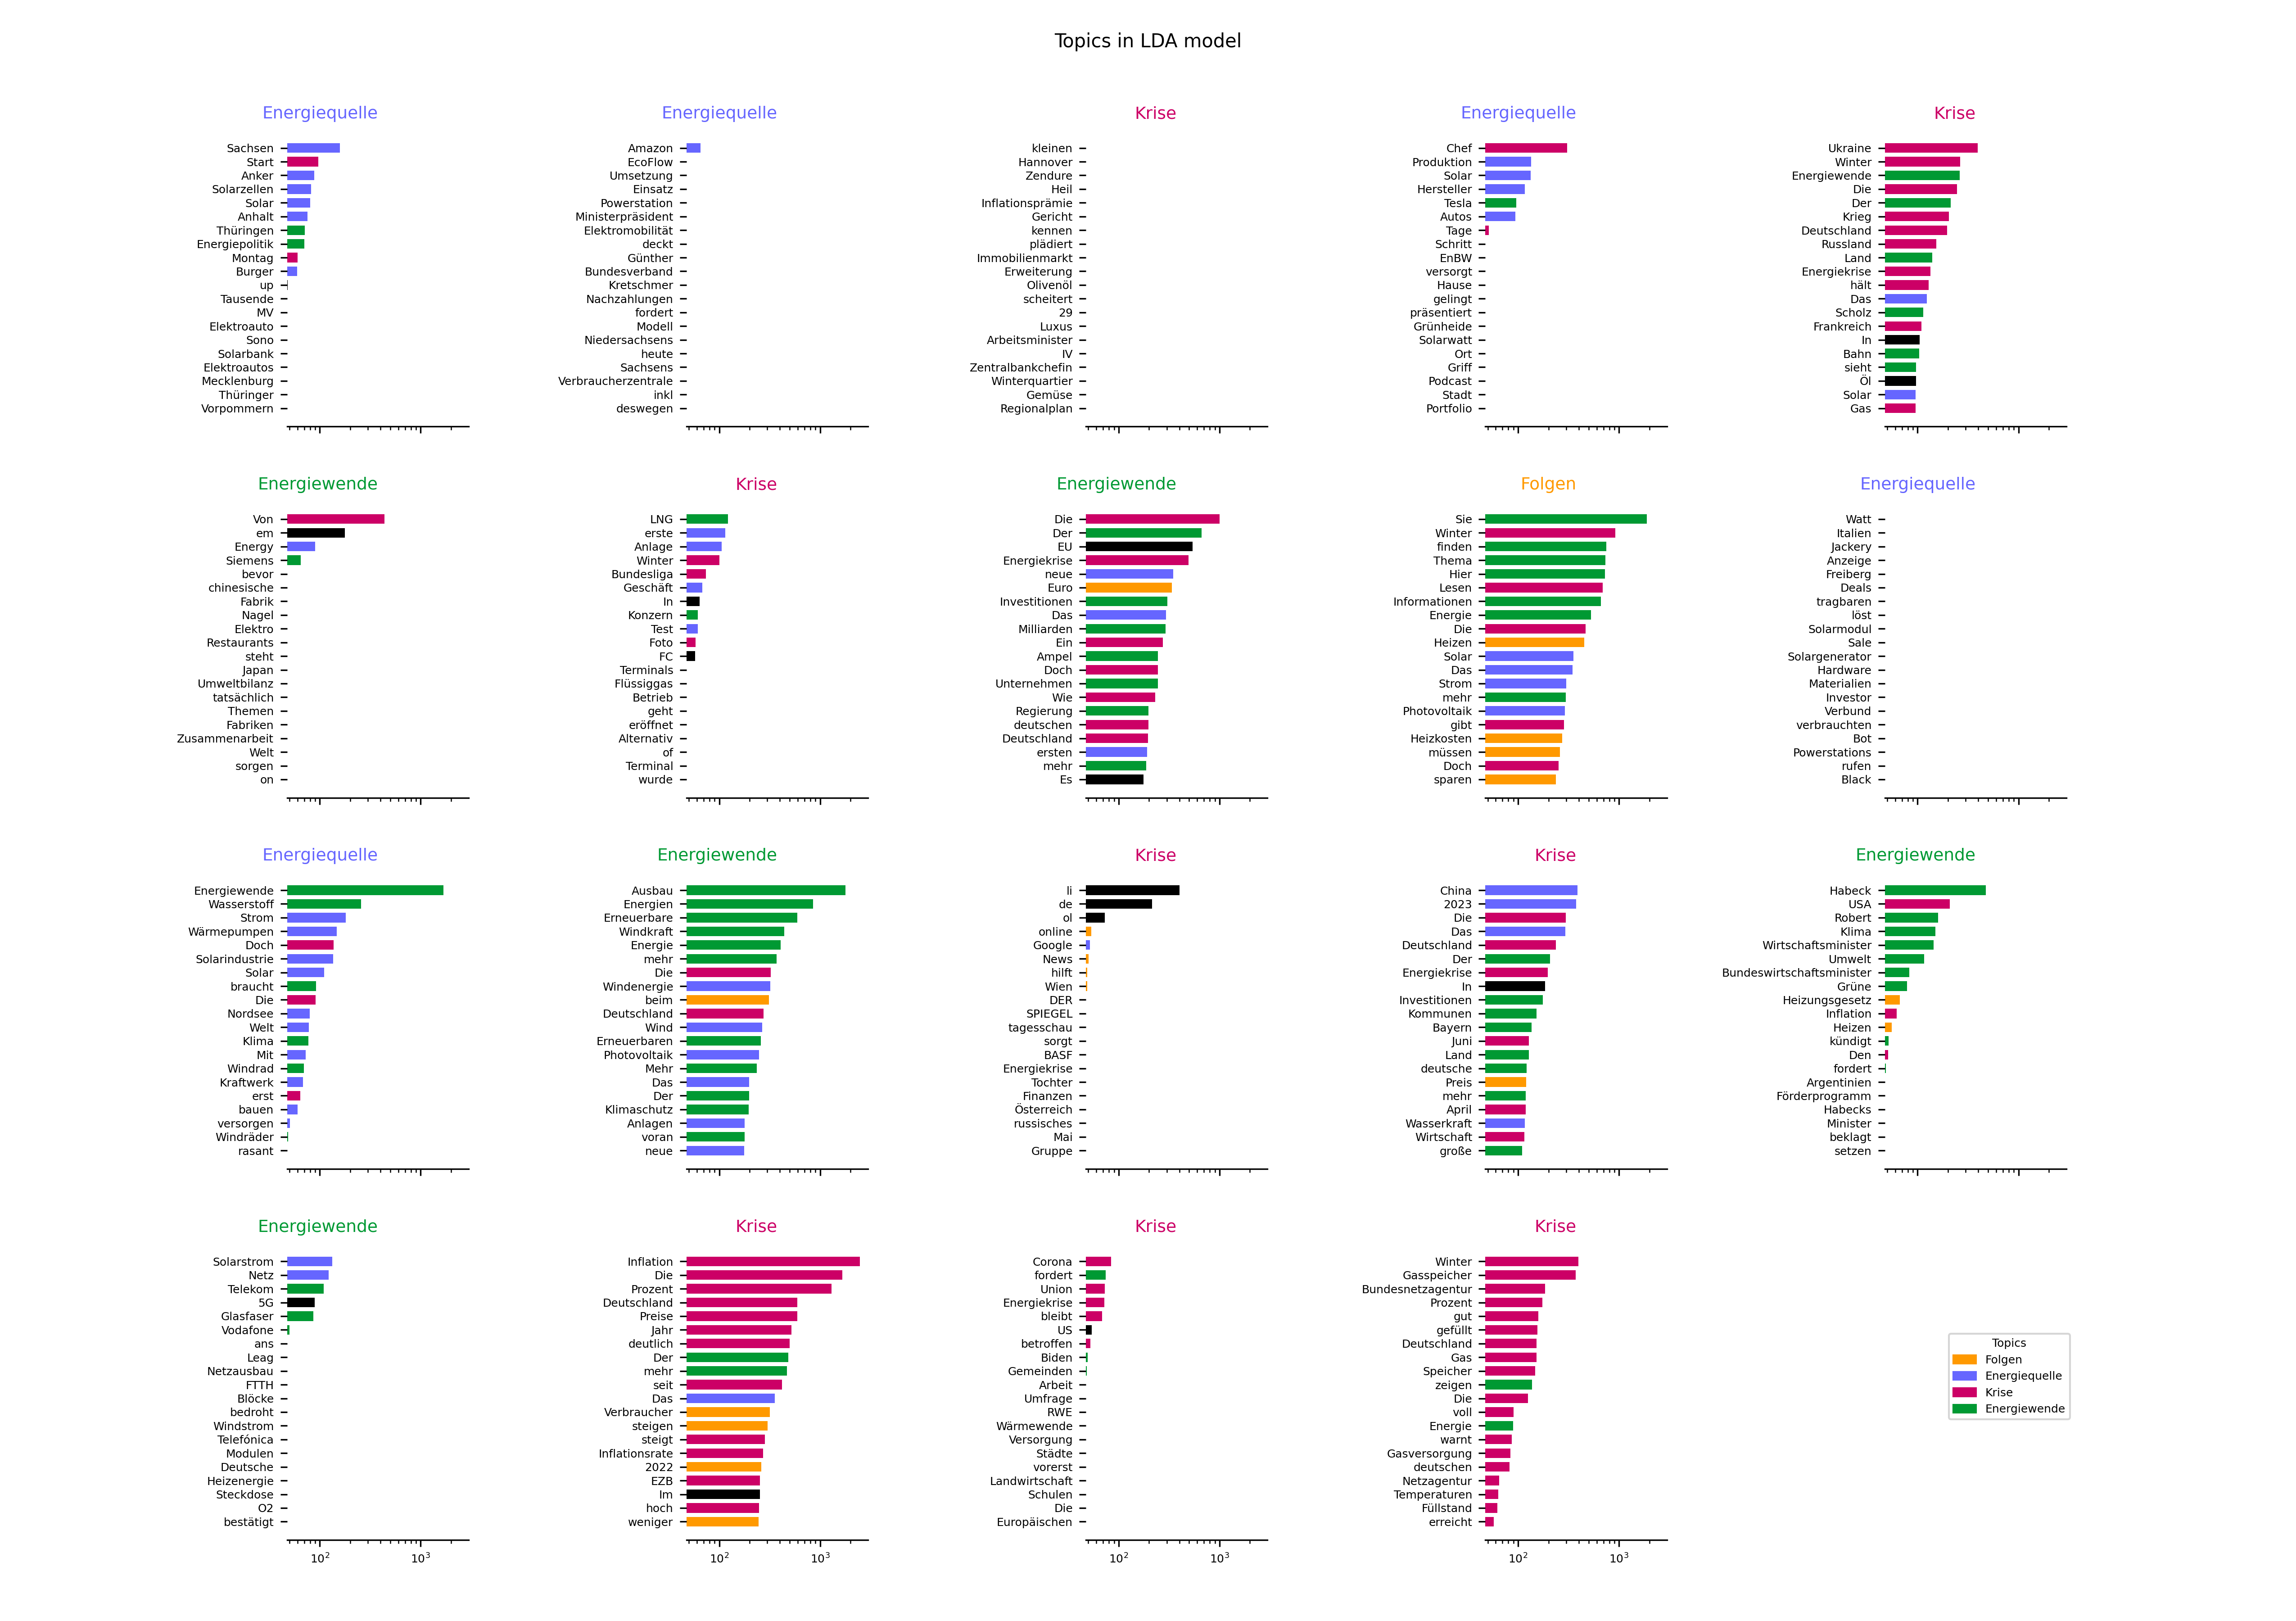 Topics in LDA model
Energiequelle
Sachsen
Start
Anker
Solarzellen
Solar
Anhalt
Thüringen
Energiepolitik
Montag
Burger
up
Tausende
MV
Elektroauto
Sono
Solarbank
Elektroautos
Mecklenburg
Thüringer
Vorpommern
Energiequelle
Amazon
EcoFlow
Umsetzung
Einsatz
Powerstation
Ministerpräsident
Elektromobilität
deckt
Günther
Bundesverband
Kretschmer
Nachzahlungen
fordert
Modell
Niedersachsens
heute
Sachsens
Verbraucherzentrale
inkl
deswegen
Krise
kleinen
Hannover
Zendure
Heil
Inflationsprämie
Gericht
kennen
plädiert
Immobilienmarkt
Erweiterung
Olivenöl
scheitert
29
Luxus
Arbeitsminister
IV
Zentralbankchefin
Winterquartier
Gemüse
Regionalplan
Energiequelle
Chef
Produktion
Solar
Hersteller
Tesla
Autos
Tage
Schritt
EnBW
versorgt
Hause
gelingt
präsentiert
Grünheide
Solarwatt
Ort
Griff
Podcast
Stadt
Portfolio
Krise
Ukraine
Winter
Energiewende
Die
Der
Krieg
Deutschland
Russland
Land
Energiekrise
hält
Das
Scholz
Frankreich
In
Bahn
sieht
Öl
Solar
Gas
Energiewende
Von
em
Energy
Siemens
bevor
chinesische
Fabrik
Nagel
Elektro
Restaurants
steht
Japan
Umweltbilanz
tatsächlich
Themen
Fabriken
Zusammenarbeit
Welt
sorgen
on
Krise
LNG
erste
Anlage
Winter
Bundesliga
Geschäft
In
Konzern
Test
Foto
FC
Terminals
Flüssiggas
Betrieb
geht
eröffnet
Alternativ
of
Terminal
wurde
Energiewende
Die
Der
EU
Energiekrise
neue
Euro
Investitionen
Das
Milliarden
Ein
Ampel
Doch
Unternehmen
Wie
Regierung
deutschen
Deutschland
ersten
mehr
Es
Folgen
Sie
Winter
finden
Thema
Hier
Lesen
Informationen
Energie
Die
Heizen
Solar
Das
Strom
mehr
Photovoltaik
gibt
Heizkosten
müssen
Doch
sparen
Energiequelle
Watt
Italien
Jackery
Anzeige
Freiberg
Deals
tragbaren
löst
Solarmodul
Sale
Solargenerator
Hardware
Materialien
Investor
Verbund
verbrauchten
Bot
Powerstations
rufen
Black
Energiequelle
Energiewende
Wasserstoff
Strom
Wärmepumpen
Doch
Solarindustrie
Solar
braucht
Die
Nordsee
Welt
Klima
Mit
Windrad
Kraftwerk
erst
bauen
versorgen
Windräder
rasant
Energiewende
Ausbau
Energien
Erneuerbare
Windkraft
Energie
mehr
Die
Windenergie
beim
Deutschland
Wind
Erneuerbaren
Photovoltaik
Mehr
Das
Der
Klimaschutz
Anlagen
voran
neue
Krise
li
de
ol
online
Google
News
hilft
Wien
DER
SPIEGEL
tagesschau
sorgt
BASF
Energiekrise
Tochter
Finanzen
Österreich
russisches
Mai
Gruppe
Krise
China
2023
Die
Das
Deutschland
Der
Energiekrise
In
Investitionen
Kommunen
Bayern
Juni
Land
deutsche
Preis
mehr
April
Wasserkraft
Wirtschaft
große
Energiewende
Habeck
USA
Robert
Klima
Wirtschaftsminister
Umwelt
Bundeswirtschaftsminister
Grüne
Heizungsgesetz
Inflation
Heizen
kündigt
Den
fordert
Argentinien
Förderprogramm
Habecks
Minister
beklagt
setzen
Energiewende
Solarstrom
Netz
Telekom
5G
Glasfaser
Vodafone
ans
Leag
Netzausbau
FTTH
Blöcke
bedroht
Windstrom
Telefónica
Modulen
Deutsche
Heizenergie
Steckdose
O2
bestätigt
10² 10³
Krise
Inflation
Die
Prozent
Deutschland
Preise
Jahr
deutlich
Der
mehr
seit
Das
Verbraucher
steigen
steigt
Inflationsrate
2022
EZB
Im
hoch
weniger
10² 10³
Krise
Corona
fordert
Union
Energiekrise
bleibt
US
betroffen
Biden
Gemeinden
Arbeit
Umfrage
RWE
Wärmewende
Versorgung
Städte
vorerst
Landwirtschaft
Schulen
Die
Europäischen
10² 10³
Krise
Winter
Gasspeicher
Bundesnetzagentur
Prozent
gut
gefüllt
Deutschland
Gas
Speicher
zeigen
Die
voll
Energie
warnt
Gasversorgung
deutschen
Netzagentur
Temperaturen
Füllstand
erreicht
10² 10³
Topics
Folgen
Energiequelle
Krise
Energiewende